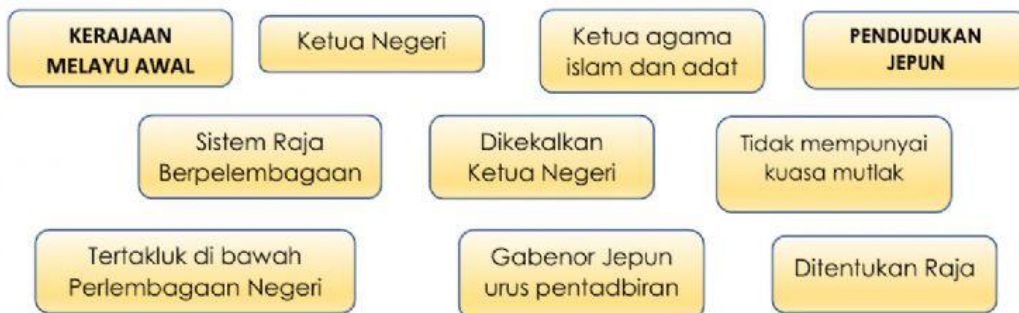 KERAJAAN
MELAYU AWAL
Ketua Negeri
Ketua agama
islam dan adat
PENDUDUKAN
JEPUN
Sistem Raja
Berpelembagaan
Dikekalkan
Ketua Negeri
Tidak mempunyai
kuasa mutlak
Tertakluk di bawah
Perlembagaan Negeri
Gabenor Jepun
urus pentadbiran
Ditentukan Raja